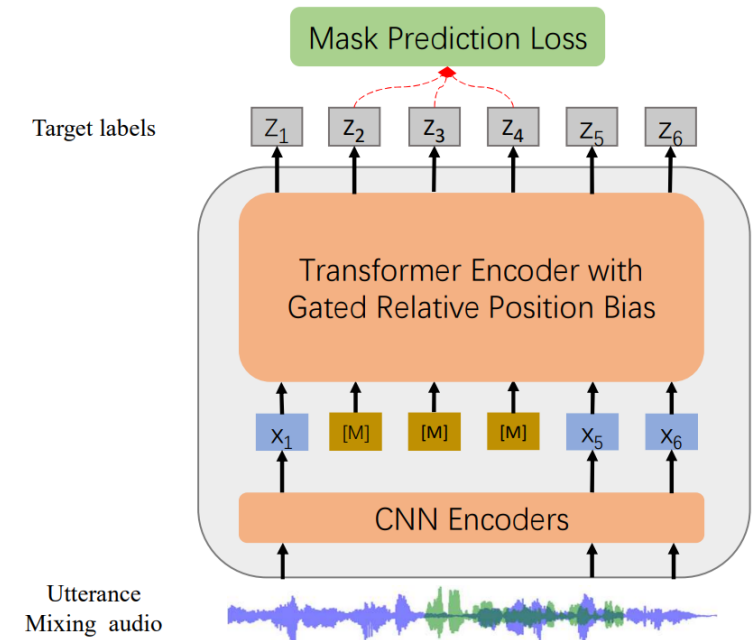 Mask Prediction Loss
Target labels
Z1 Z2 Z3 Z4 Z5 Z6
Transformer Encoder with
Gated Relative Position Bias
X1 [M] [M] [M] X5 X6
CNN Encoders
Utterance
Mixing audio